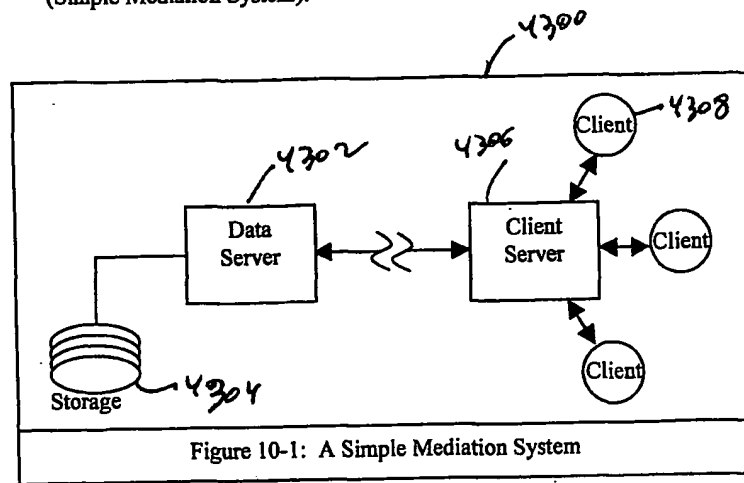 (Simple Mediation System).
4300
Client
4308
4302
4306
Data
Server
Client
Server
Client
Client
Storage
4304
Figure 10-1: A Simple Mediation System